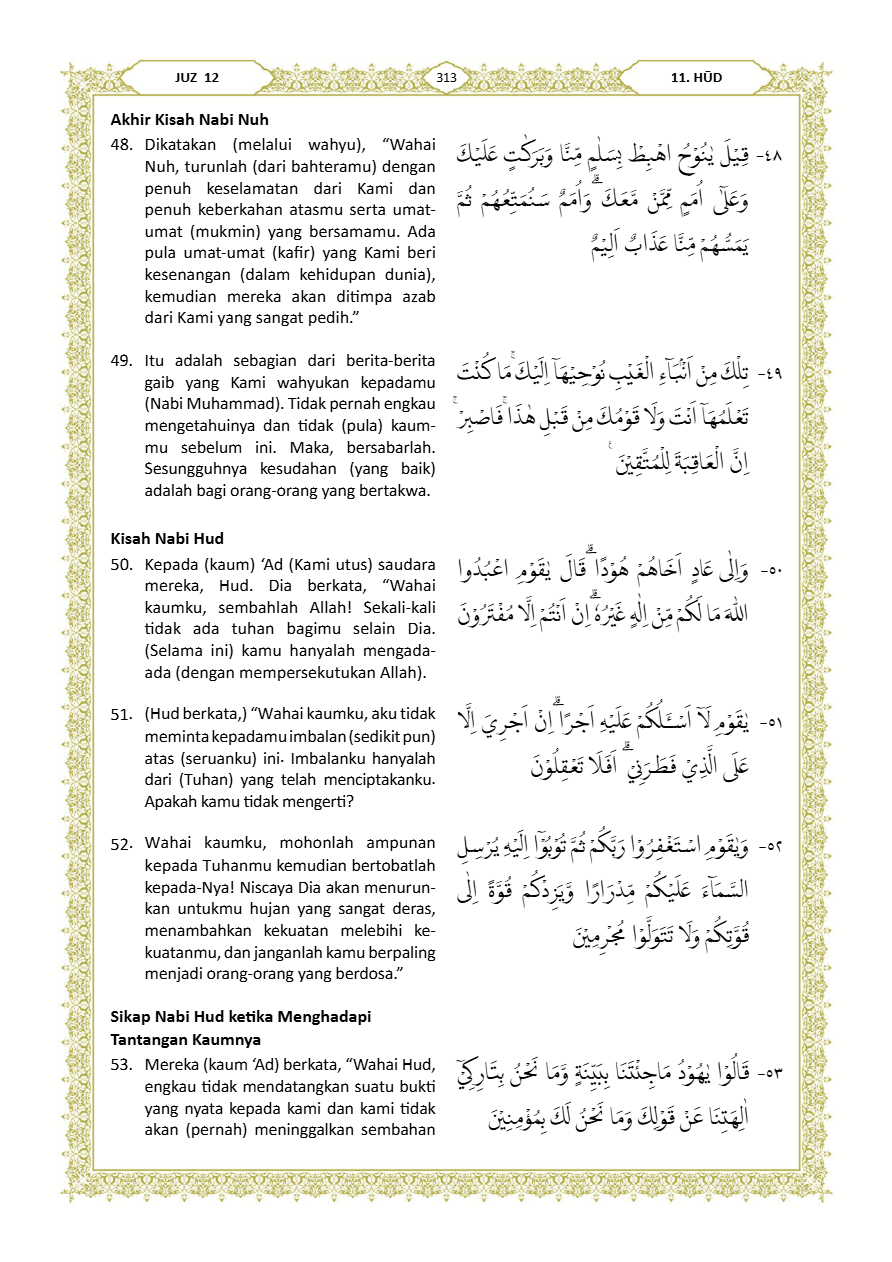 JUZ 12
313
11. HŪD
Akhir Kisah Nabi Nuh
48. Dikatakan (melalui wahyu), “Wahai
Nuh, turunlah (dari bahteramu) dengan
penuh keselamatan dari Kami dan
penuh keberkahan atasmu serta umat-
umat (mukmin) yang bersamamu. Ada
pula umat-umat (kafir) yang Kami beri
kesenangan (dalam kehidupan dunia),
kemudian mereka akan ditimpa azab
dari Kami yang sangat pedih.”
٤٨- قِيْلَ يٰنُوْحُ اهْبِطْ بِسَلٰمٍ مِّنَّا وَبَرَكٰتٍ عَلَيْكَ
وَعَلٰٓى اُمَمٍ مِّمَّنْ مَّعَكَ ۗوَاُمَمٌ سَنُمَتِّعُهُمْ ثُمَّ
يَمَسُّهُمْ مِّنَّا عَذَابٌ اَلِيْمٌ
49. Itu adalah sebagian dari berita-berita
gaib yang Kami wahyukan kepadamu
(Nabi Muhammad). Tidak pernah engkau
mengetahuinya dan tidak (pula) kaum-
mu sebelum ini. Maka, bersabarlah.
Sesungguhnya kesudahan (yang baik)
adalah bagi orang-orang yang bertakwa.
٤٩- تِلْكَ مِنْ اَنْۢبَاۤءِ الْغَيْبِ نُوْحِيْهَآ اِلَيْكَ ۚمَا كُنْتَ
تَعْلَمُهَآ اَنْتَ وَلَا قَوْمُكَ مِنْ قَبْلِ هٰذَاۚ فَاصْبِرْۚ
اِنَّ الْعَاقِبَةَ لِلْمُتَّقِيْنَ ࣖ
Kisah Nabi Hud
50. Kepada (kaum) ‘Ad (Kami utus) saudara
mereka, Hud. Dia berkata, “Wahai
kaumku, sembahlah Allah! Sekali-kali
tidak ada tuhan bagimu selain Dia.
(Selama ini) kamu hanyalah mengada-
ada (dengan mempersekutukan Allah).
٥٠- وَاِلٰى عَادٍ اَخَاهُمْ هُوْدًا ۗقَالَ يٰقَوْمِ اعْبُدُوا
اللّٰهَ مَا لَكُمْ مِّنْ اِلٰهٍ غَيْرُهٗ ۗاِنْ اَنْتُمْ اِلَّا مُفْتَرُوْنَ
51. (Hud berkata,) “Wahai kaumku, aku tidak
meminta kepadamu imbalan (sedikit pun)
atas (seruanku) ini. Imbalanku hanyalah
dari (Tuhan) yang telah menciptakanku.
Apakah kamu tidak mengerti?
٥١- يٰقَوْمِ لَآ اَسْـَٔلُكُمْ عَلَيْهِ اَجْرًا ۗاِنْ اَجْرِيَ اِلَّا
عَلَى الَّذِيْ فَطَرَنِيْ ۗ اَفَلَا تَعْقِلُوْنَ
52. Wahai kaumku, mohonlah ampunan
kepada Tuhanmu kemudian bertobatlah
kepada-Nya! Niscaya Dia akan menurun-
kan untukmu hujan yang sangat deras,
menambahkan kekuatan melebihi ke-
kuatanmu, dan janganlah kamu berpaling
menjadi orang-orang yang berdosa.”
٥٢- وَيٰقَوْمِ اسْتَغْفِرُوْا رَبَّكُمْ ثُمَّ تُوْبُوْٓا اِلَيْهِ يُرْسِلِ
السَّمَاۤءَ عَلَيْكُمْ مِّدْرَارًا وَّيَزِدْكُمْ قُوَّةً اِلٰى
قُوَّتِكُمْ وَلَا تَتَوَلَّوْا مُجْرِمِيْنَ
Sikap Nabi Hud ketika Menghadapi
Tantangan Kaumnya
53. Mereka (kaum ‘Ad) berkata, “Wahai Hud,
engkau tidak mendatangkan suatu bukti
yang nyata kepada kami dan kami tidak
akan (pernah) meninggalkan sembahan
٥٣- قَالُوْا يٰهُوْدُ مَاجِئْتَنَا بِبَيِّنَةٍ وَّمَا نَحْنُ بِتَارِكِيْٓ
اٰلِهَتِنَا عَنْ قَوْلِكَ وَمَا نَحْنُ لَكَ بِمُؤْمِنِيْنَ